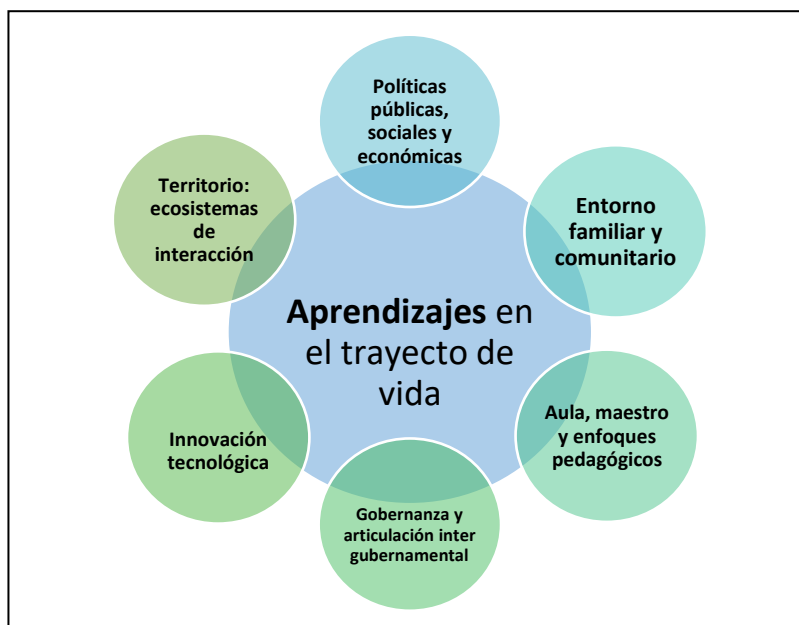 Políticas
públicas,
sociales y
económicas
Entorno
familiar y
comunitario
Aula, maestro
y enfoques
pedagógicos
Gobernanza y
articulación inter
gubernamental
Innovación
tecnológica
Territorio:
ecosistemas
de
interacción
Aprendizajes en
el trayecto de
vida